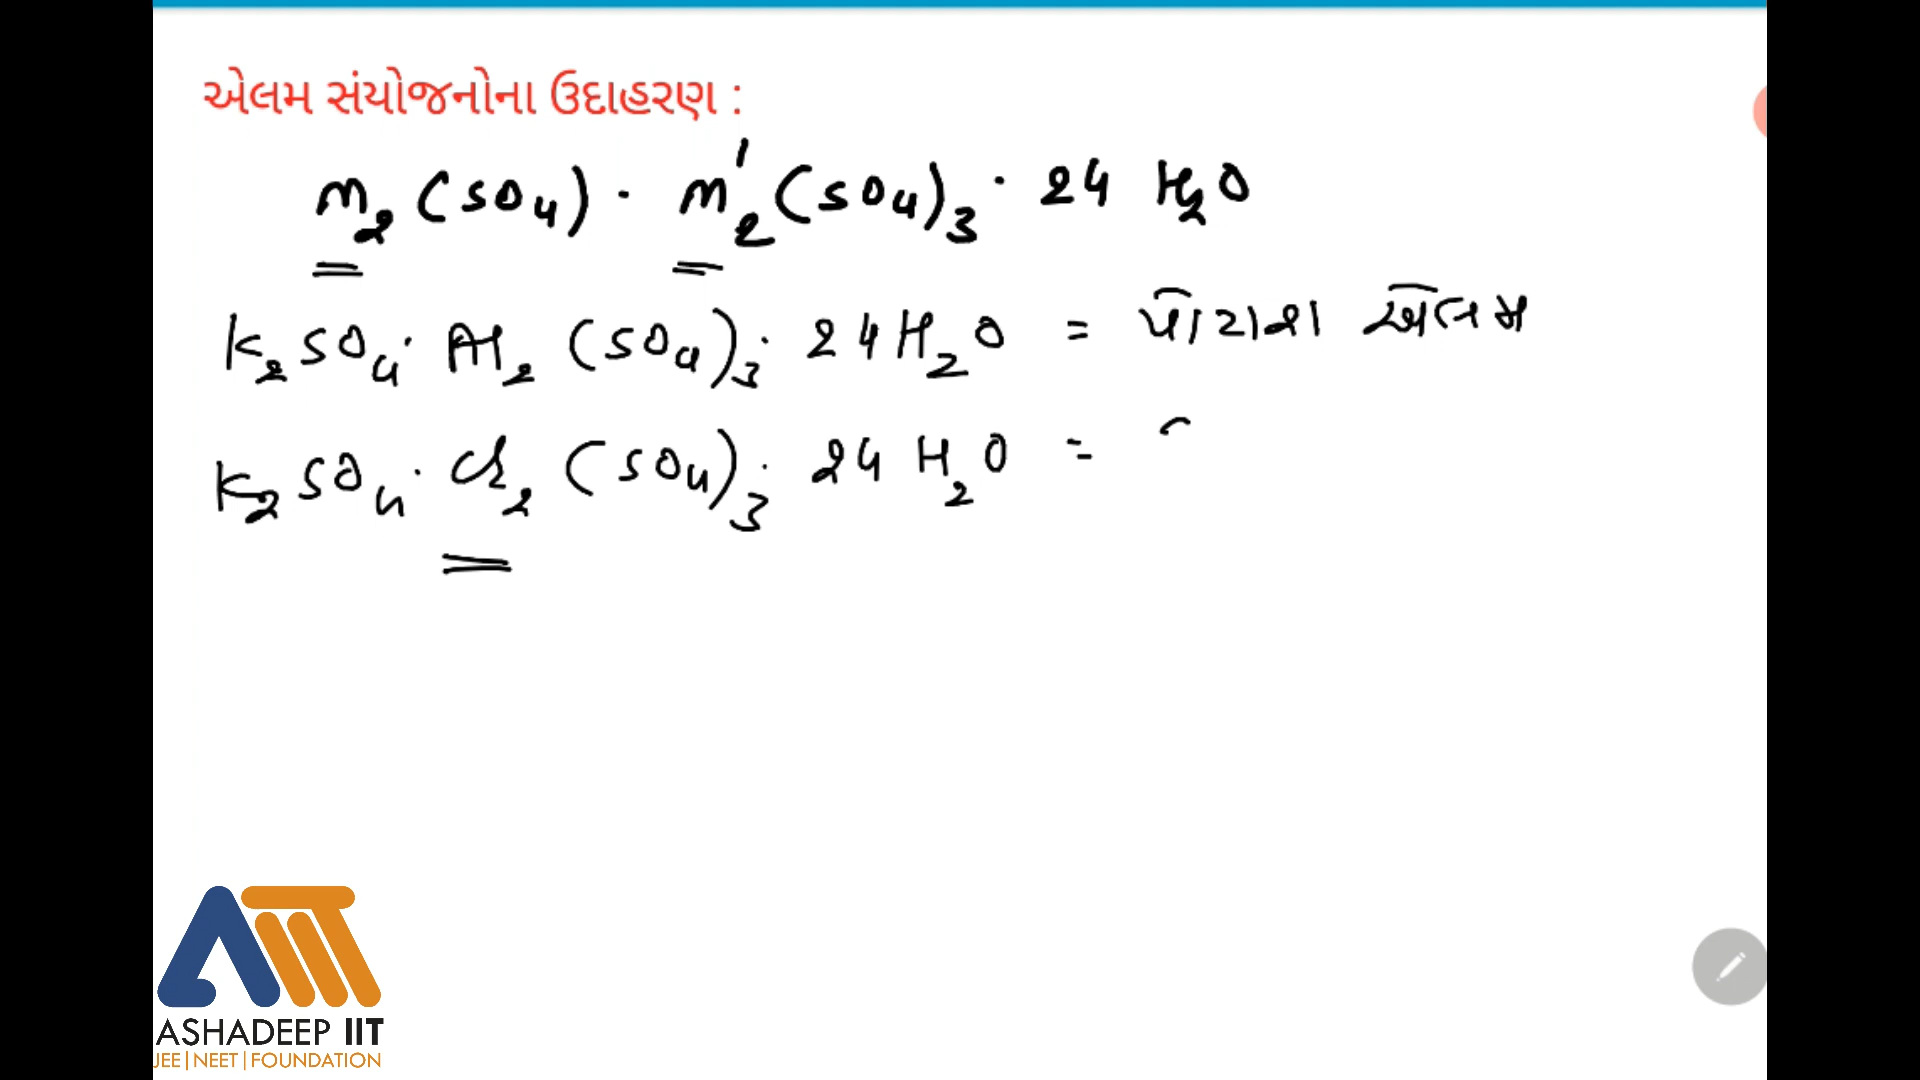 એલમ સંયોજનોના ઉદાહરણ :
M₂(SO₄) · M¹₂(SO₄)₃ · 24 H₂O
K₂SO₄ · Al₂(SO₄)₃ · 24H₂O = પોટાશ એલમ
K₂SO₄ · Cr₂(SO₄)₃ · 24 H₂O =
ASHADEEP IIT
JEE|NEET|FOUNDATION